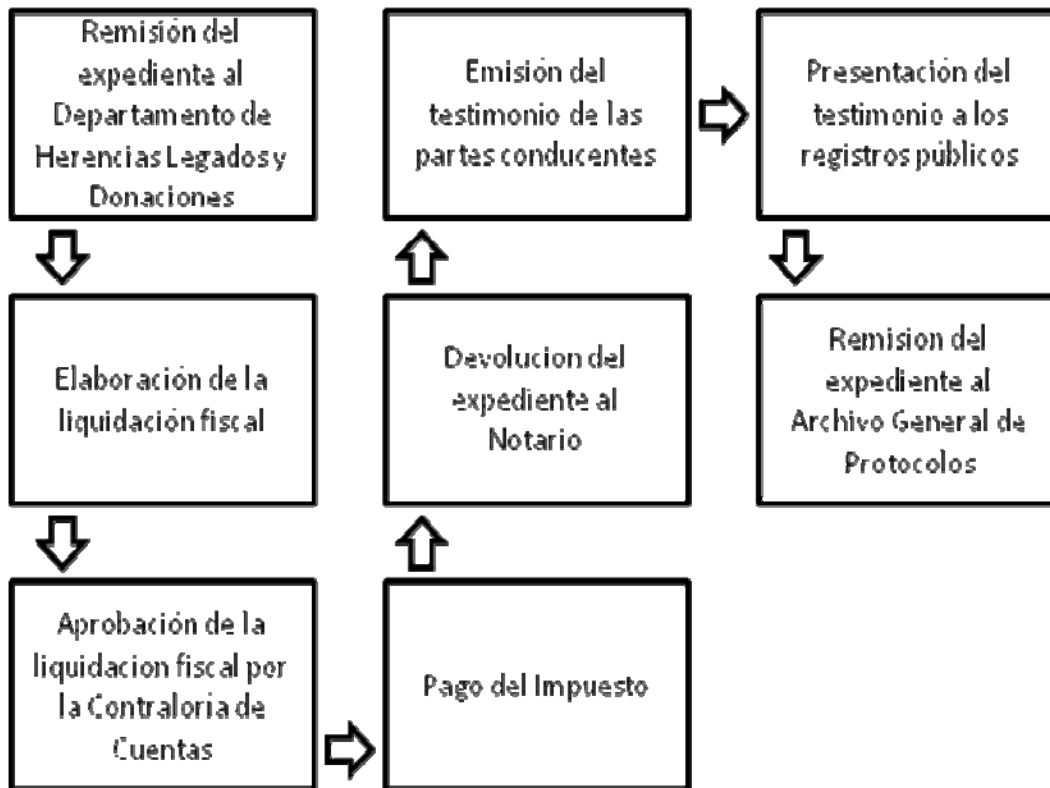 Remisión del
expediente al
Departamento de
Herencias Legados y
Donaciones
Elaboración de la
liquidación fiscal
Aprobación de la
liquidacion fiscal por
la Contraloria de
Cuentas
Pago del Impuesto
Devolucion del
expediente al
Notario
Emisión del
testimonio de las
partes conducentes
Presentación del
testimonio a los
registros públicos
Remision del
expediente al
Archivo General de
Protocolos